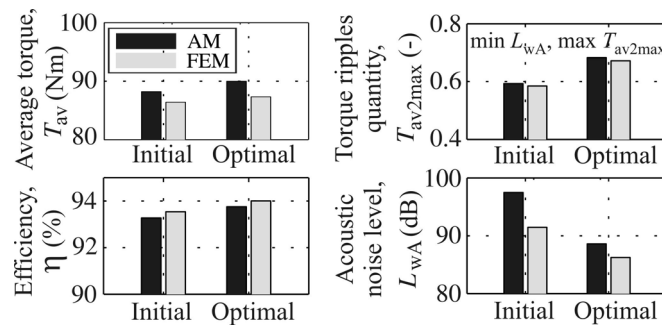 Average torque,
T_av (Nm)
100
90
80
AM
FEM
Initial Optimal
Torque ripples
quantity,
T_av2max (-)
0.8
0.6
0.4
min L_wA, max T_av2max
Initial Optimal
Efficiency,
η (%)
94
92
90
Initial Optimal
Acoustic
noise level,
L_wA (dB)
100
90
80
Initial Optimal